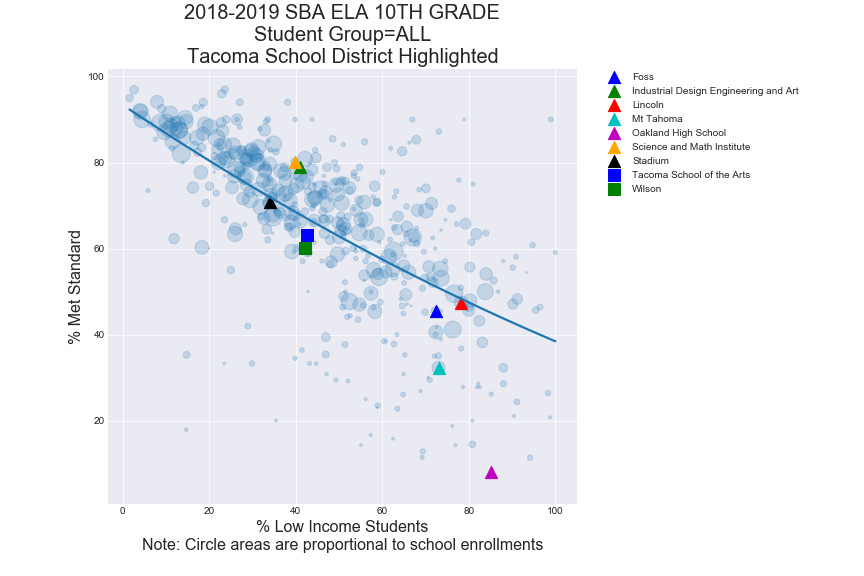 2018-2019 SBA ELA 10TH GRADE
Student Group=ALL
Tacoma School District Highlighted
100
80
60
40
20
% Met Standard
0 20 40 60 80 100
% Low Income Students
Note: Circle areas are proportional to school enrollments
Foss
Industrial Design Engineering and Art
Lincoln
Mt Tahoma
Oakland High School
Science and Math Institute
Stadium
Tacoma School of the Arts
Wilson